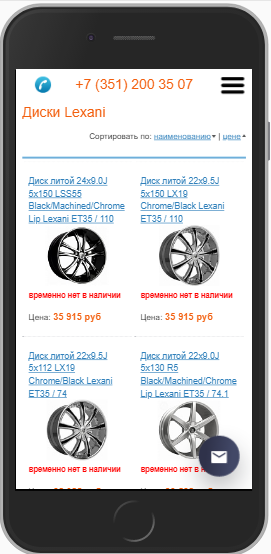 +7 (351) 200 35 07
Диски Lexani
Сортировать по: наименованию | цене
Диск литой 24x9.0J
5x150 LSS55
Black/Machined/Chrome
Lip Lexani ET35 / 110
временно нет в наличии
Цена: 35 915 руб
Диск литой 22x9.5J
5x150 LX19
Chrome/Black Lexani
ET35 / 110
временно нет в наличии
Цена: 35 915 руб
Диск литой 22x9.5J
5x112 LX19
Chrome/Black Lexani
ET35 / 74
временно нет в наличии
Диск литой 22x9.0J
5x130 R5
Black/Machined/Chrome
Lip Lexani ET35 / 74.1
временно нет в наличии